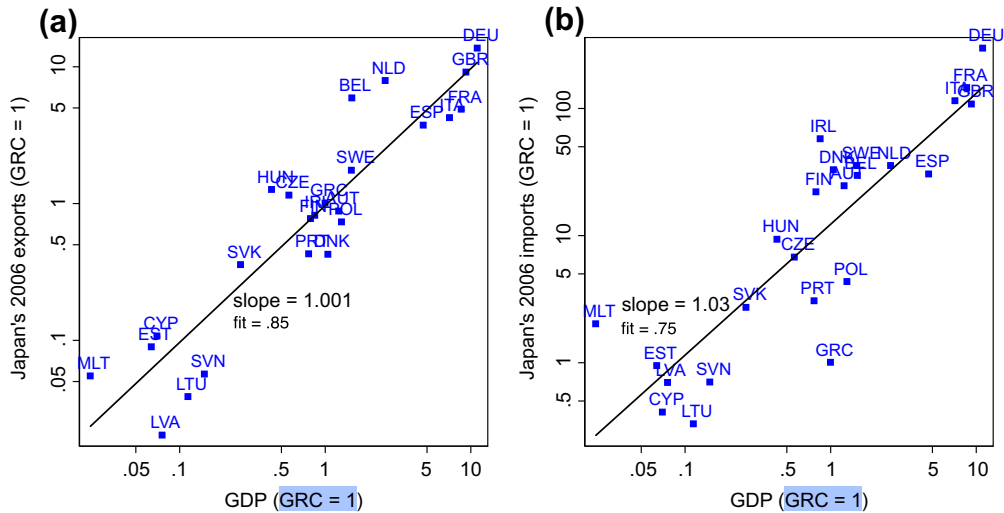 (a)
Japan's 2006 exports (GRC = 1)
10
5
1
.5
.1
.05
DEU
GBR
NLD
BEL
FRA
ITA
ESP
SWE
HUN
CZE
GRC
IRL
AUT
FIN
POL
PRT
DNK
SVK
slope = 1.001
fit = .85
CYP
EST
MLT
SVN
LTU
LVA
.05 .1 .5 1 5 10
GDP (GRC = 1)
(b)
Japan's 2006 imports (GRC = 1)
100
50
10
5
1
.5
DEU
FRA
ITA
GBR
IRL
SWE
NLD
DNK
BEL
ESP
FIN
AUT
HUN
CZE
POL
SVK
PRT
slope = 1.03
MLT
fit = .75
GRC
EST
LVA
SVN
CYP
LTU
.05 .1 .5 1 5 10
GDP (GRC = 1)